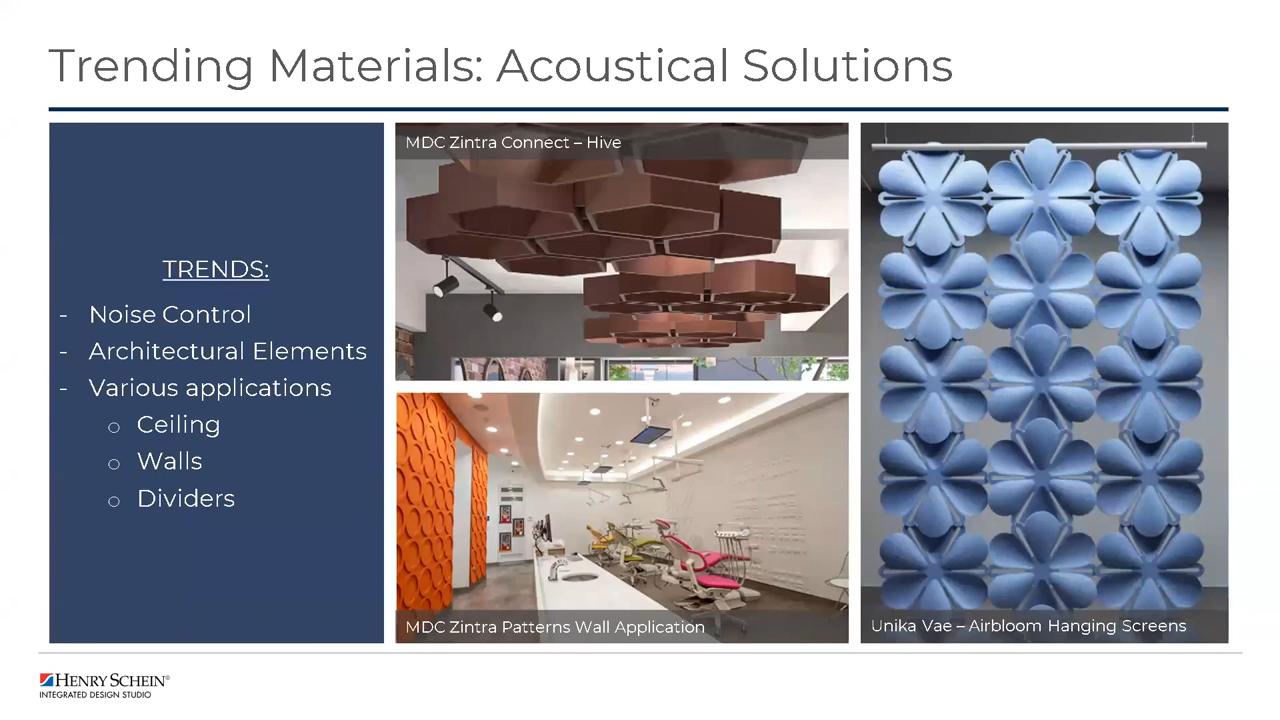 Trending Materials: Acoustical Solutions
TRENDS:
- Noise Control
- Architectural Elements
- Various applications
o Ceiling
o Walls
o Dividers
MDC Zintra Connect – Hive
MDC Zintra Patterns Wall Application
Unika Vae – Airbloom Hanging Screens
HENRY SCHEIN®
INTEGRATED DESIGN STUDIO